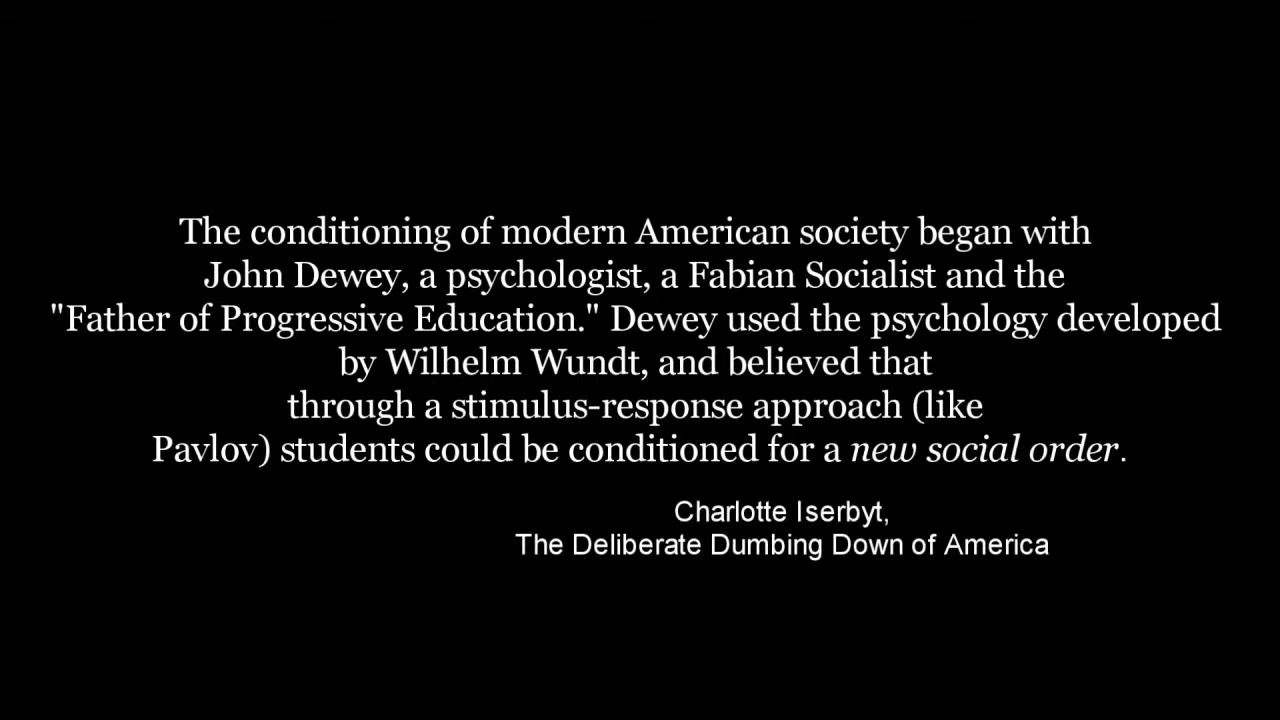 The conditioning of modern American society began with
John Dewey, a psychologist, a Fabian Socialist and the
"Father of Progressive Education." Dewey used the psychology developed
by Wilhelm Wundt, and believed that
through a stimulus-response approach (like
Pavlov) students could be conditioned for a new social order.
Charlotte Iserbyt,
The Deliberate Dumbing Down of America